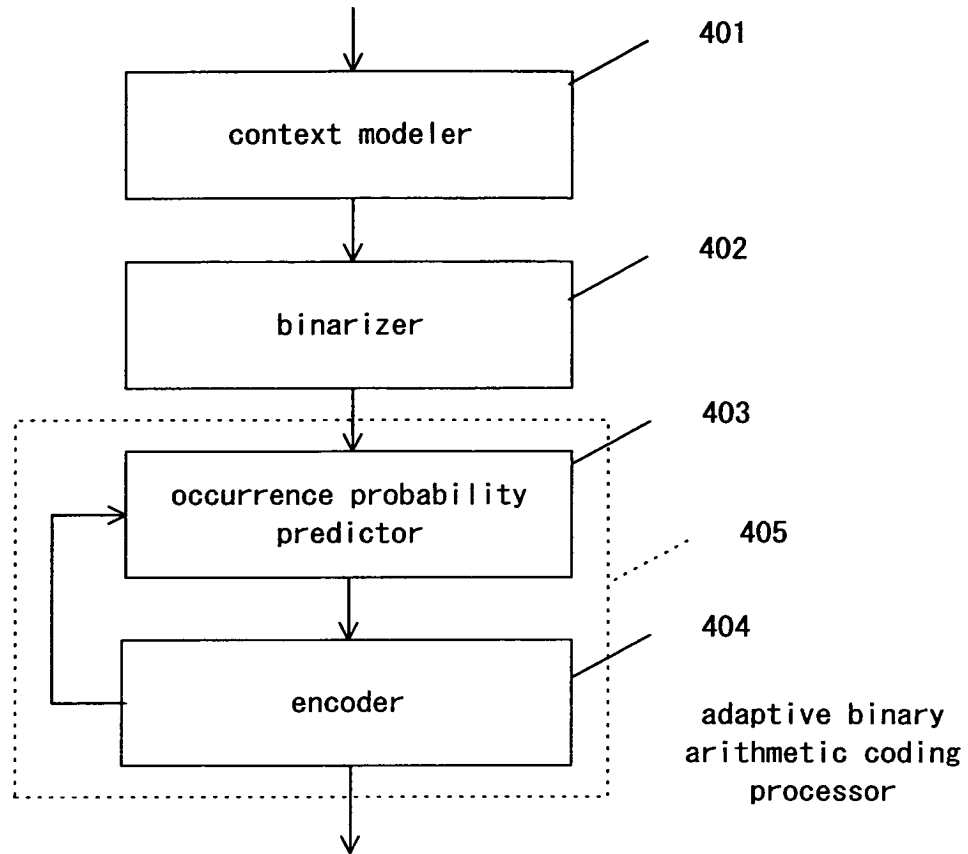 401
context modeler
402
binarizer
403
occurrence probability
predictor
405
404
encoder
adaptive binary
arithmetic coding
processor